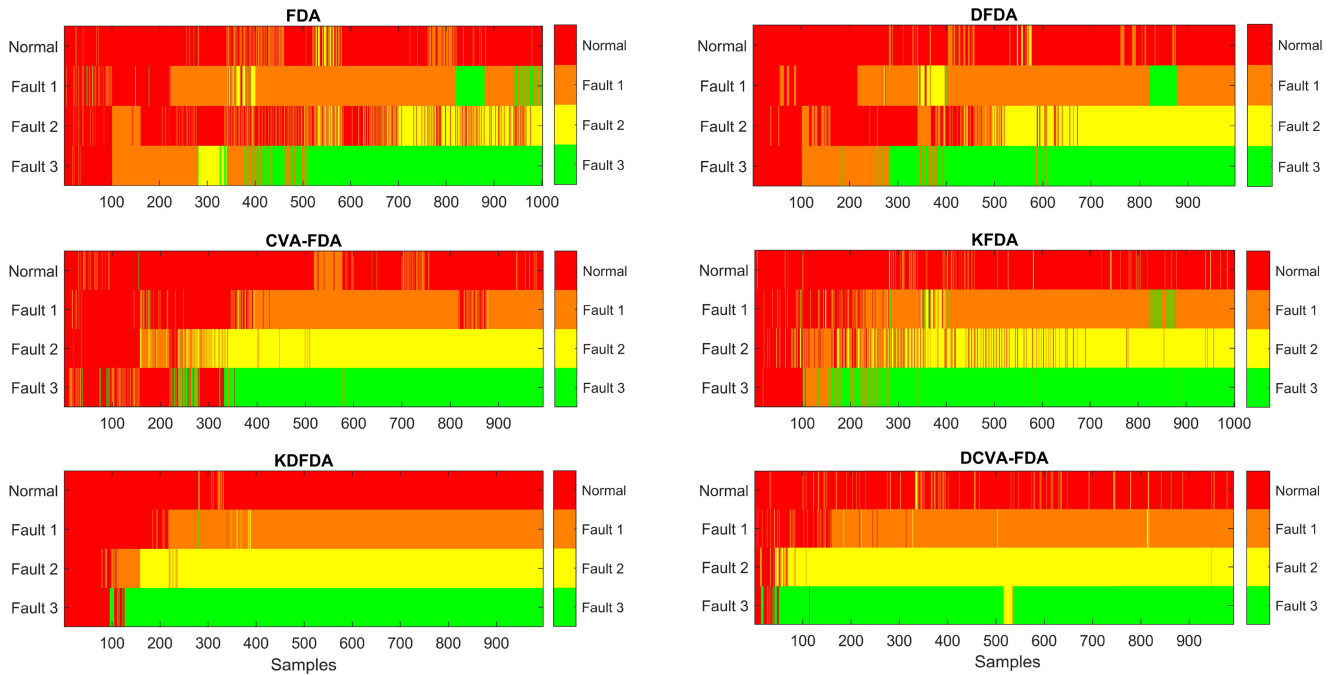 FDA
Normal
Fault 1
Fault 2
Fault 3
Normal
Fault 1
Fault 2
Fault 3
100 200 300 400 500 600 700 800 900 1000
DFDA
Normal
Fault 1
Fault 2
Fault 3
Normal
Fault 1
Fault 2
Fault 3
100 200 300 400 500 600 700 800 900
CVA-FDA
Normal
Fault 1
Fault 2
Fault 3
Normal
Fault 1
Fault 2
Fault 3
100 200 300 400 500 600 700 800 900
KFDA
Normal
Fault 1
Fault 2
Fault 3
Normal
Fault 1
Fault 2
Fault 3
100 200 300 400 500 600 700 800 900 1000
KDFDA
Normal
Fault 1
Fault 2
Fault 3
Normal
Fault 1
Fault 2
Fault 3
100 200 300 400 500 600 700 800 900
Samples
DCVA-FDA
Normal
Fault 1
Fault 2
Fault 3
Normal
Fault 1
Fault 2
Fault 3
100 200 300 400 500 600 700 800 900
Samples